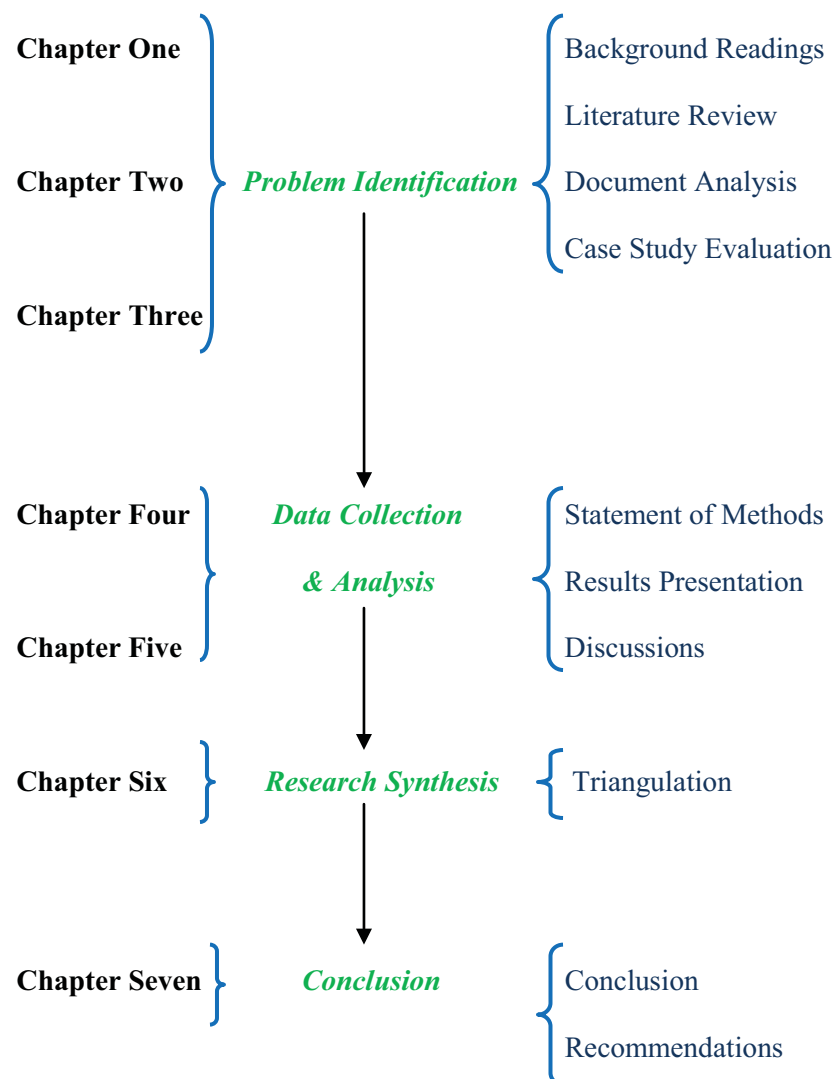 Chapter One
Background Readings
Literature Review
Chapter Two
Problem Identification
Document Analysis
Case Study Evaluation
Chapter Three
Chapter Four
Data Collection
Statement of Methods
& Analysis
Results Presentation
Chapter Five
Discussions
Chapter Six
Research Synthesis
Triangulation
Chapter Seven
Conclusion
Conclusion
Recommendations